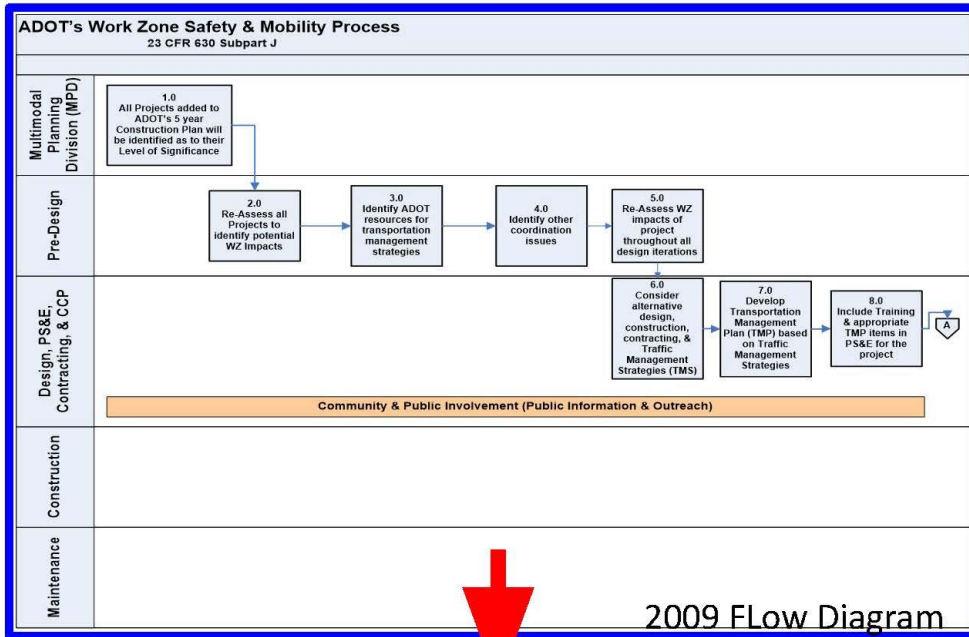 ADOT's Work Zone Safety & Mobility Process
23 CFR 630 Subpart J
Multimodal
Planning
Division (MPD)
1.0
All Projects added to
ADOT's 5 year
Construction Plan will
be identified as to their
Level of Significance
Pre-Design
2.0
Re-Assess all
Projects to
identify potential
WZ Impacts
3.0
Identify ADOT
resources for
transportation
management
strategies
4.0
Identify other
coordination
issues
5.0
Re-Assess WZ
impacts of
project
throughout all
design iterations
Design, PS&E,
Contracting, & CCP
6.0
Consider
alternative
design,
construction,
contracting, &
Traffic
Management
Strategies (TMS)
7.0
Develop
Transportation
Management
Plan (TMP) based
on Traffic
Management
Strategies
8.0
Include Training
& appropriate
TMP items in
PS&E for the
project
A
Community & Public Involvement (Public Information & Outreach)
Construction
Maintenance
2009 FLow Diagram